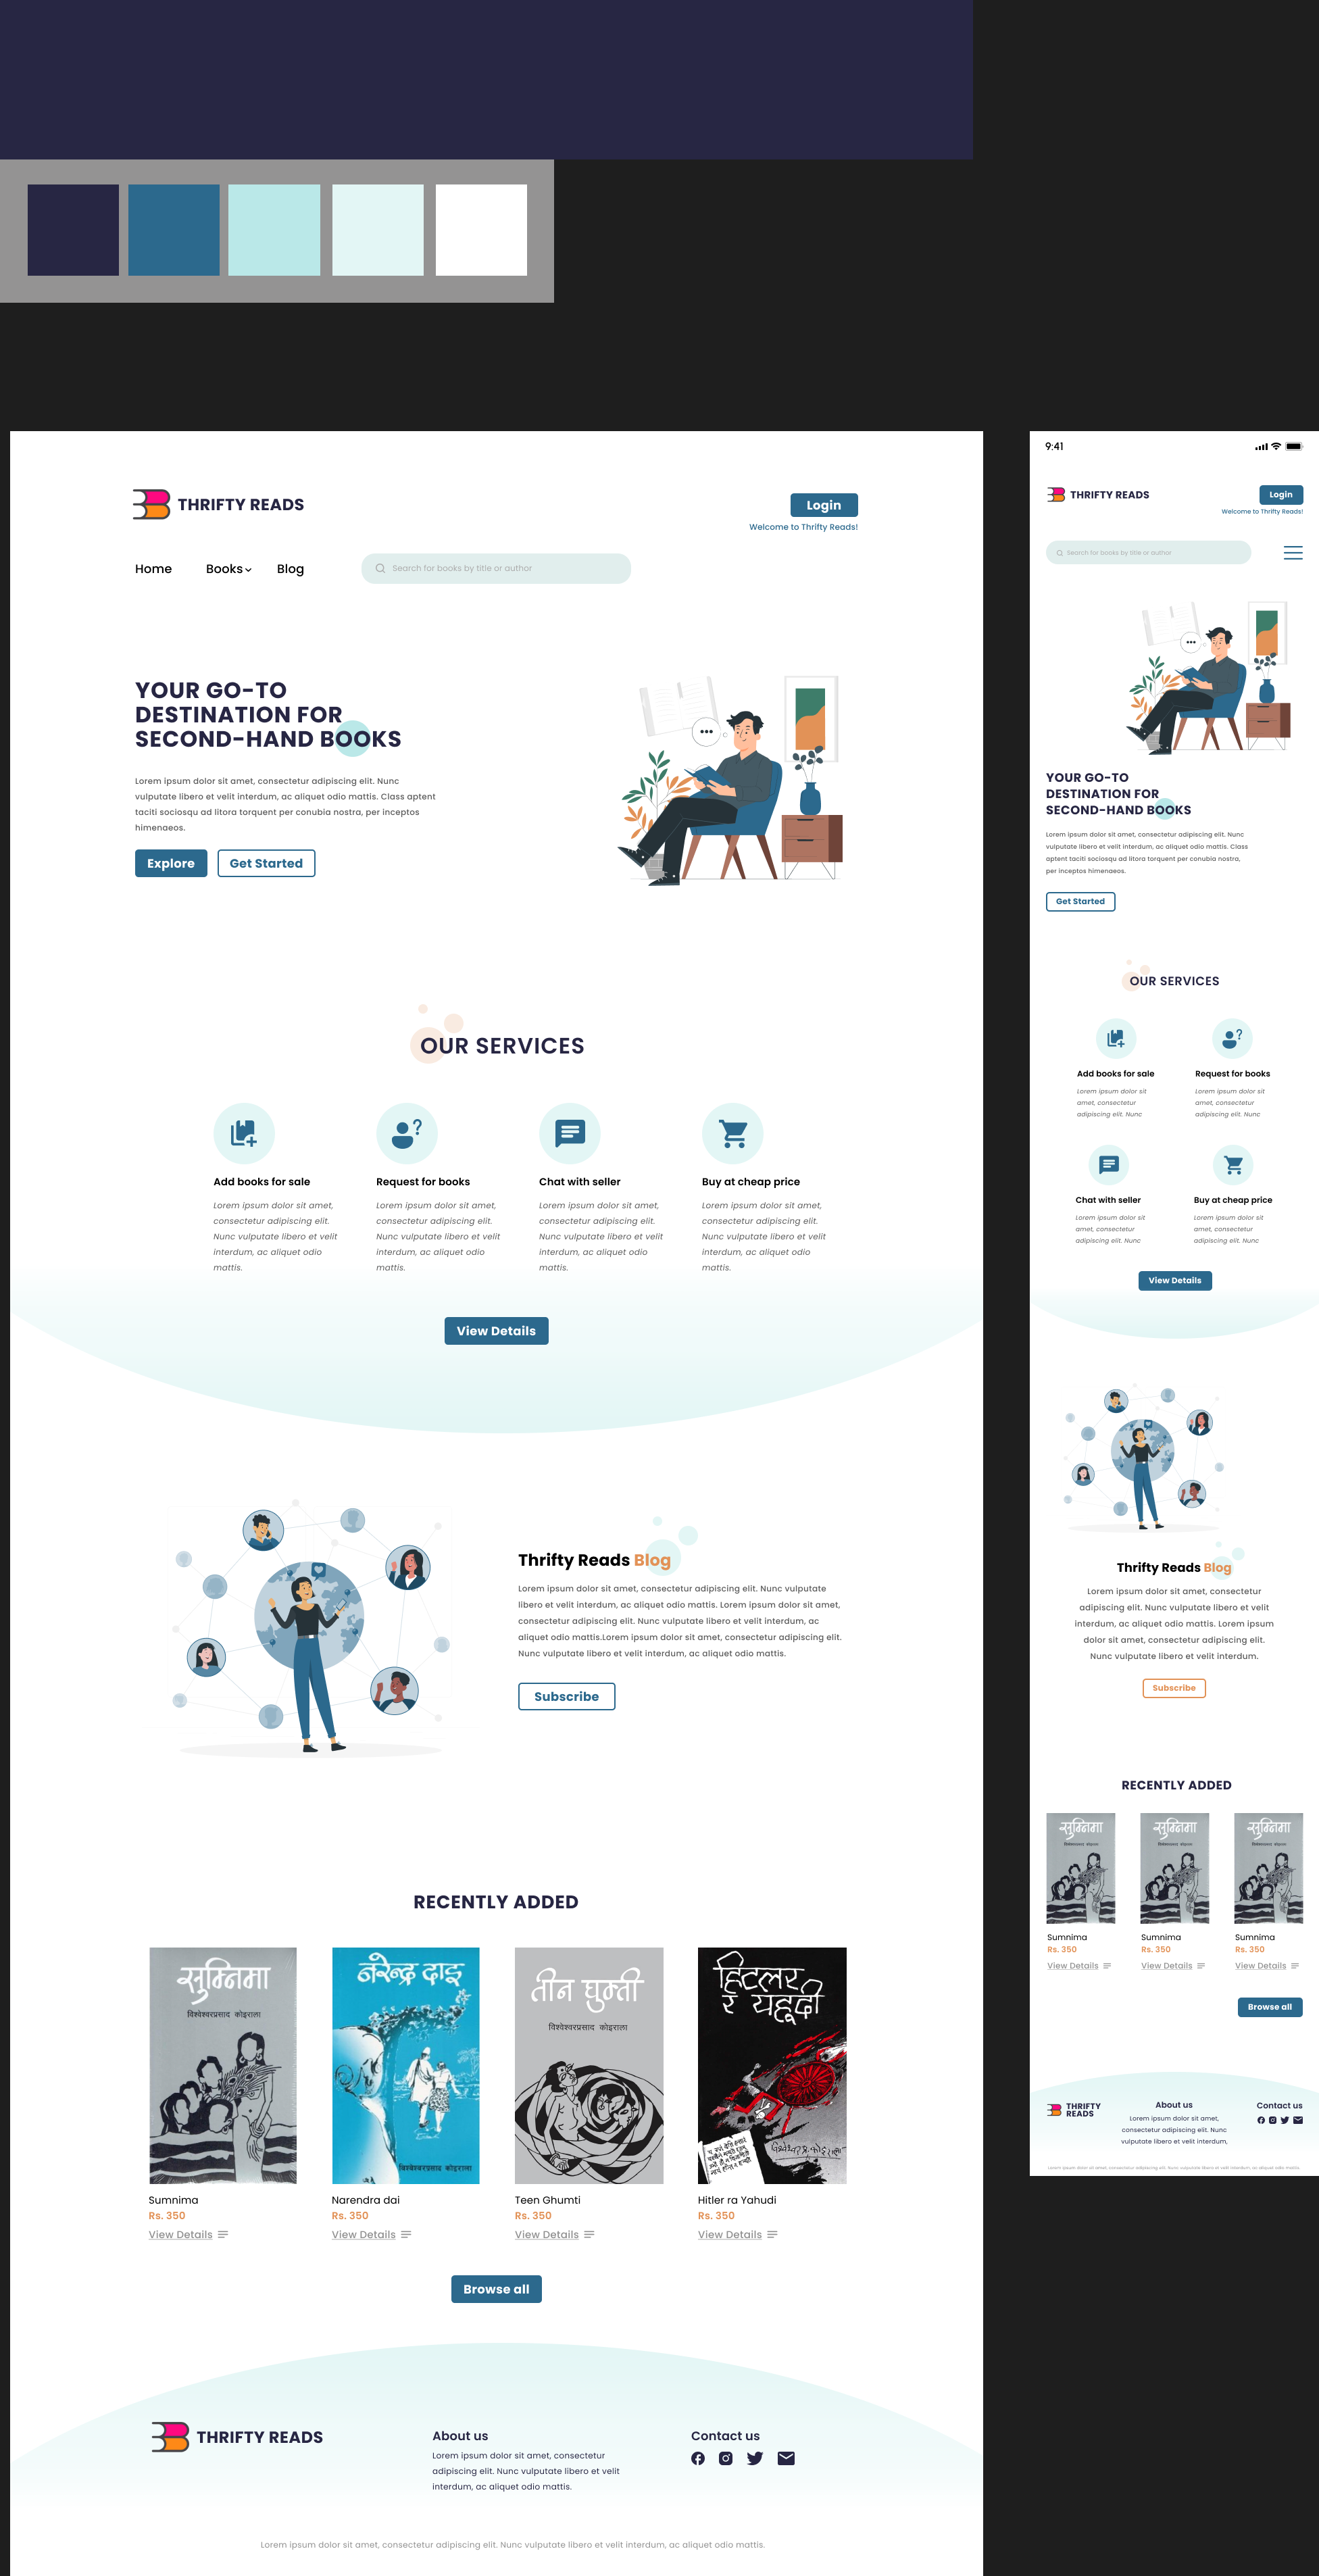 THRIFTY READS
Login
Welcome to Thrifty Reads!
Home Books Blog
Search for books by title or author
YOUR GO-TO
DESTINATION FOR
SECOND-HAND BOOKS
Lorem ipsum dolor sit amet, consectetur adipiscing elit. Nunc
vulputate libero et velit interdum, ac aliquet odio mattis. Class aptent
taciti sociosqu ad litora torquent per conubia nostra, per inceptos
himenaeos.
Explore
Get Started
OUR SERVICES
Add books for sale
Lorem ipsum dolor sit amet,
consectetur adipiscing elit.
Nunc vulputate libero et velit
interdum, ac aliquet odio
mattis.
Request for books
Lorem ipsum dolor sit amet,
consectetur adipiscing elit.
Nunc vulputate libero et velit
interdum, ac aliquet odio
mattis.
Chat with seller
Lorem ipsum dolor sit amet,
consectetur adipiscing elit.
Nunc vulputate libero et velit
interdum, ac aliquet odio
mattis.
Buy at cheap price
Lorem ipsum dolor sit amet,
consectetur adipiscing elit.
Nunc vulputate libero et velit
interdum, ac aliquet odio
mattis.
View Details
Thrifty Reads Blog
Lorem ipsum dolor sit amet, consectetur adipiscing elit. Nunc vulputate
libero et velit interdum, ac aliquet odio mattis. Lorem ipsum dolor sit amet,
consectetur adipiscing elit. Nunc vulputate libero et velit interdum, ac
aliquet odio mattis.Lorem ipsum dolor sit amet, consectetur adipiscing elit.
Nunc vulputate libero et velit interdum, ac aliquet odio mattis.
Subscribe
RECENTLY ADDED
सुम्निमा
विश्वेश्वरप्रसाद कोइराला
Sumnima
Rs. 350
View Details
नरेन्द्र दाइ
विश्वेश्वरप्रसाद कोइराला
Narendra dai
Rs. 350
View Details
तीन घुम्ती
विश्वेश्वरप्रसाद कोइराला
Teen Ghumti
Rs. 350
View Details
हिटलर
र यहूदी
Hitler ra Yahudi
Rs. 350
View Details
Browse all
THRIFTY READS
About us
Lorem ipsum dolor sit amet, consectetur
adipiscing elit. Nunc vulputate libero et velit
interdum, ac aliquet odio mattis.
Contact us
Lorem ipsum dolor sit amet, consectetur adipiscing elit. Nunc vulputate libero et velit interdum, ac aliquet odio mattis.
9:41
THRIFTY READS
Login
Welcome to Thrifty Reads!
Search for books by title or author
YOUR GO-TO
DESTINATION FOR
SECOND-HAND BOOKS
Lorem ipsum dolor sit amet, consectetur adipiscing elit. Nunc
vulputate libero et velit interdum, ac aliquet odio mattis. Class
aptent taciti sociosqu ad litora torquent per conubia nostra,
per inceptos himenaeos.
Get Started
OUR SERVICES
Add books for sale
Lorem ipsum dolor sit
amet, consectetur
adipiscing elit. Nunc
Request for books
Lorem ipsum dolor sit
amet, consectetur
adipiscing elit. Nunc
Chat with seller
Lorem ipsum dolor sit
amet, consectetur
adipiscing elit. Nunc
Buy at cheap price
Lorem ipsum dolor sit
amet, consectetur
adipiscing elit. Nunc
View Details
Thrifty Reads Blog
Lorem ipsum dolor sit amet, consectetur
adipiscing elit. Nunc vulputate libero et velit
interdum, ac aliquet odio mattis. Lorem ipsum
dolor sit amet, consectetur adipiscing elit.
Nunc vulputate libero et velit interdum.
Subscribe
RECENTLY ADDED
सुम्निमा
विश्वेश्वरप्रसाद कोइराला
Sumnima
Rs. 350
View Details
सुम्निमा
विश्वेश्वरप्रसाद कोइराला
Sumnima
Rs. 350
View Details
सुम्निमा
विश्वेश्वरप्रसाद कोइराला
Sumnima
Rs. 350
View Details
Browse all
THRIFTY
READS
About us
Lorem ipsum dolor sit amet,
consectetur adipiscing elit. Nunc
vulputate libero et velit interdum,
Contact us
Lorem ipsum dolor sit amet, consectetur adipiscing elit. Nunc vulputate libero et velit interdum, ac aliquet odio mattis.